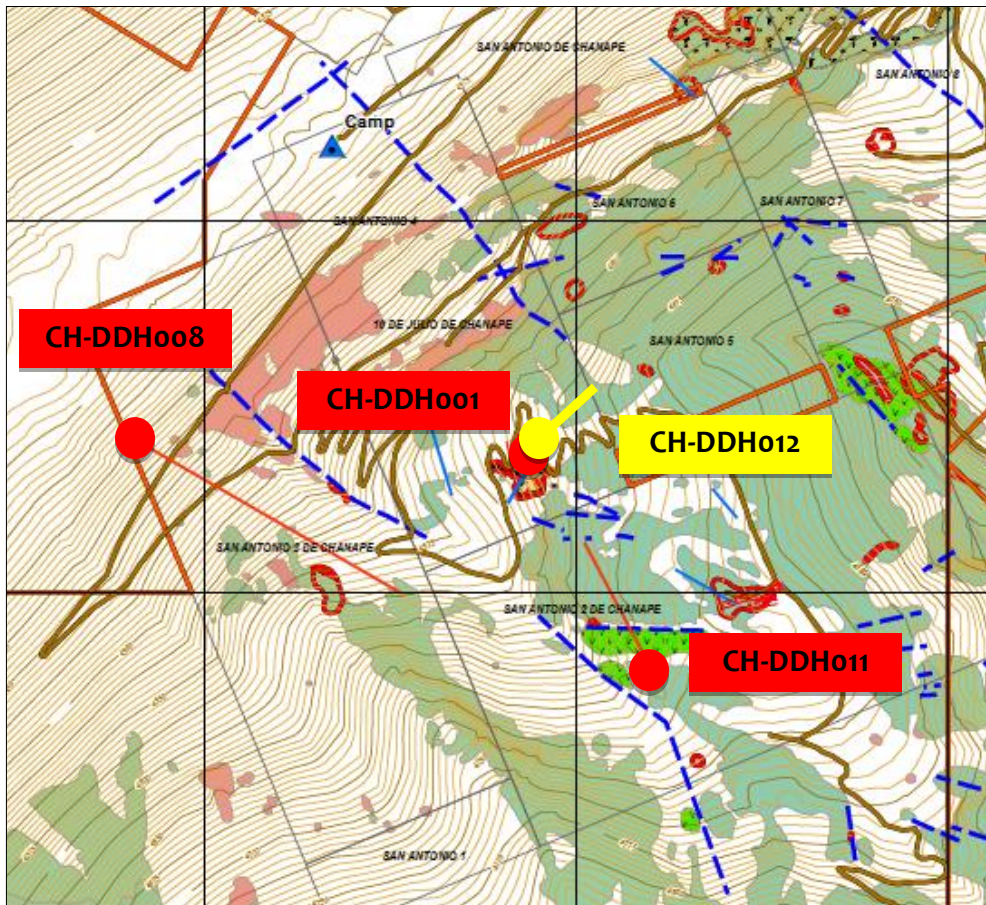 SAN ANTONIO DE CHANAPE
SAN ANTONIO 8
Camp
SAN ANTONIO 4
SAN ANTONIO 6
SAN ANTONIO 7
CH-DDH008
10 DE JULIO DE CHANAPE
SAN ANTONIO 5
CH-DDH001
CH-DDH012
SAN ANTONIO 3 DE CHANAPE
SAN ANTONIO 2 DE CHANAPE
CH-DDH011
SAN ANTONIO 1